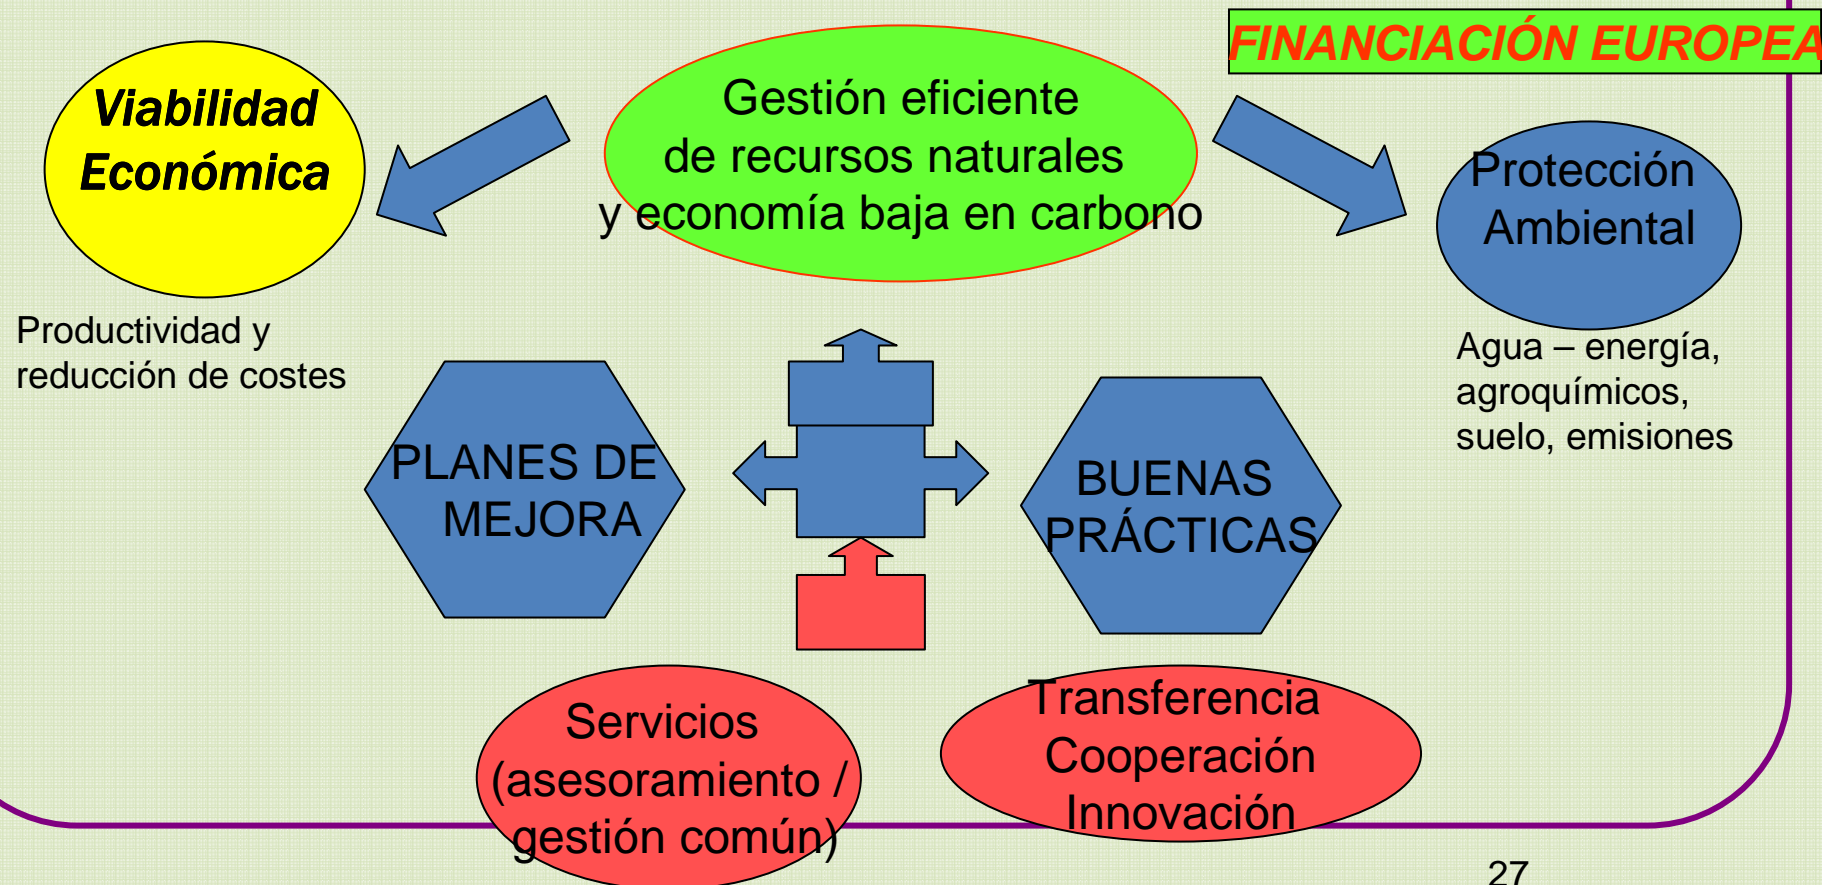 FINANCIACIÓN EUROPEA
Viabilidad
Económica
Gestión eficiente
de recursos naturales
y economía baja en carbono
Protección
Ambiental
Productividad y
reducción de costes
Agua – energía,
agroquímicos,
suelo, emisiones
PLANES DE
MEJORA
BUENAS
PRÁCTICAS
Servicios
(asesoramiento /
gestión común)
Transferencia
Cooperación
Innovación
27